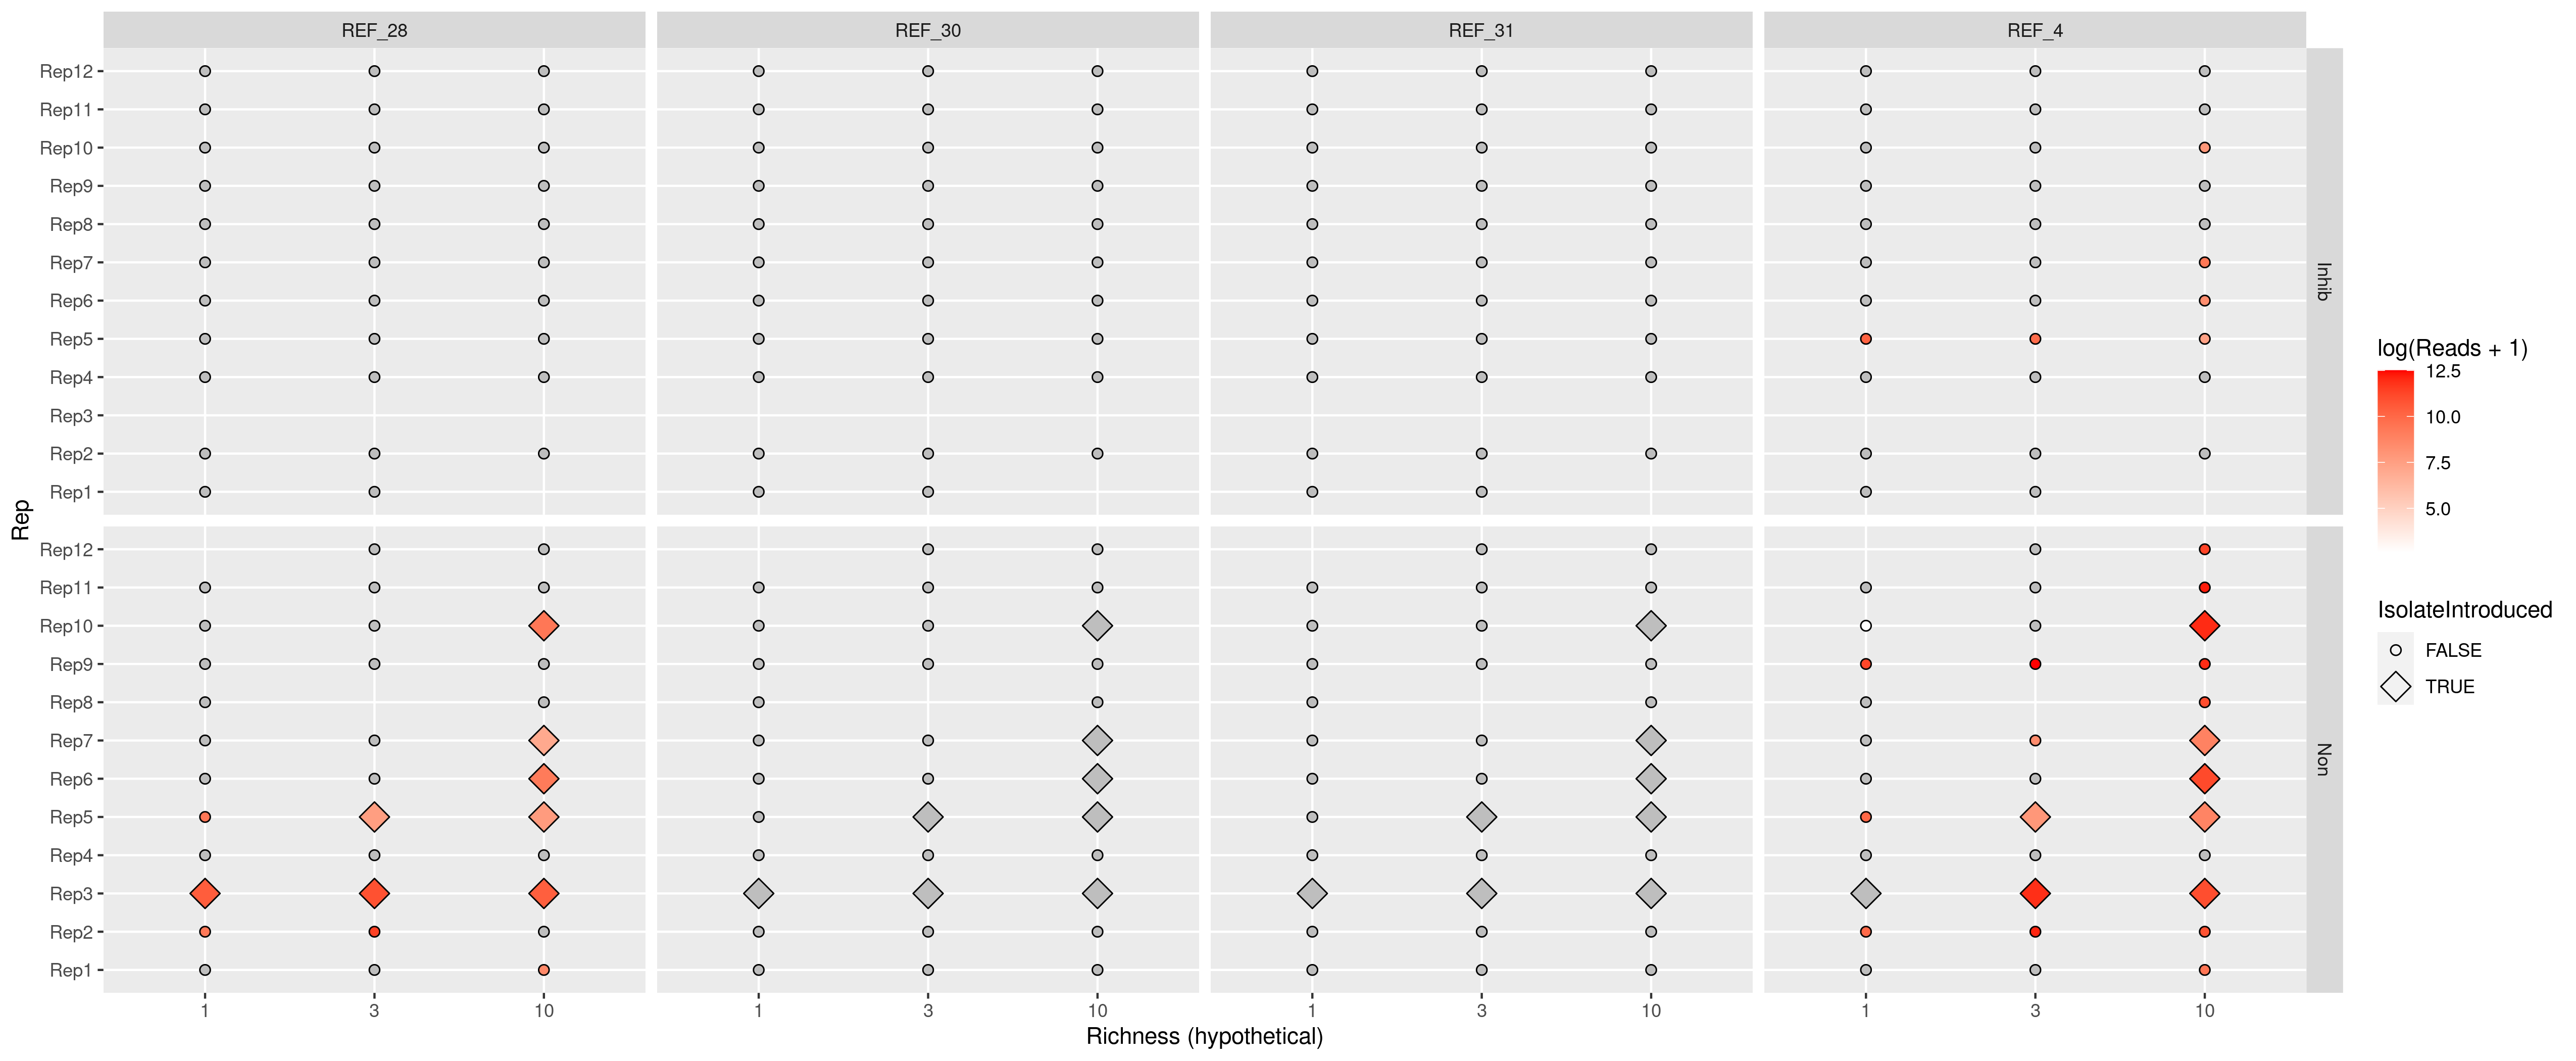 REF_28 REF_30 REF_31 REF_4
Rep12
Rep11
Rep10
Rep9
Rep8
Rep7
Rep6
Rep5
Rep4
Rep3
Rep2
Rep1
Inhib
Rep12
Rep11
Rep10
Rep9
Rep8
Rep7
Rep6
Rep5
Rep4
Rep3
Rep2
Rep1
Non
Rep
1 3 10 1 3 10 1 3 10 1 3 10
Richness (hypothetical)
log(Reads + 1)
12.5
10.0
7.5
5.0
IsolateIntroduced
FALSE
TRUE